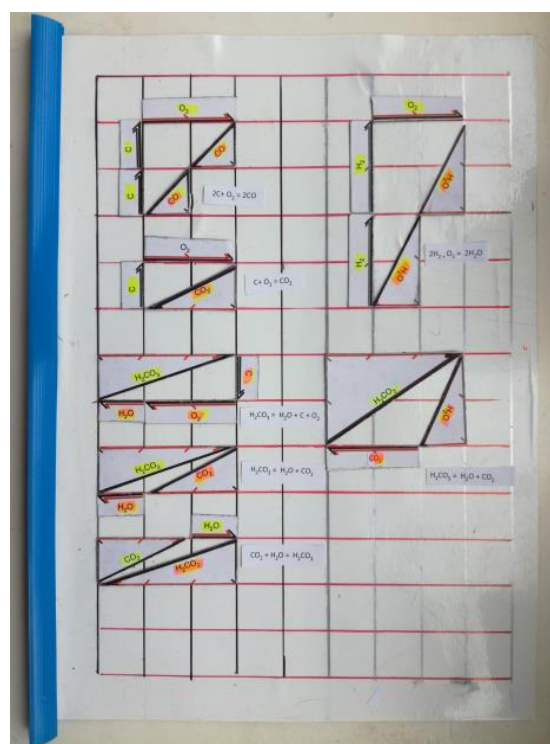 O₂
C
CO
C
CO
2C+ O₂ = 2CO
O₂
C
CO₂
C+ O₂ = CO₂
H₂CO₃
C
H₂O
O₂
H₂CO₃ = H₂O + C + O₂
H₂CO₃
CO₂
H₂O
H₂CO₃ = H₂O + CO₂
H₂O
CO₂
H₂CO₃
CO₂ + H₂O = H₂CO₃
O₂
H₂
H₂O
H₂
H₂O
2H₂ + O₂ = 2H₂O
H₂CO₃
H₂O
CO₂
H₂CO₃ = H₂O + CO₂